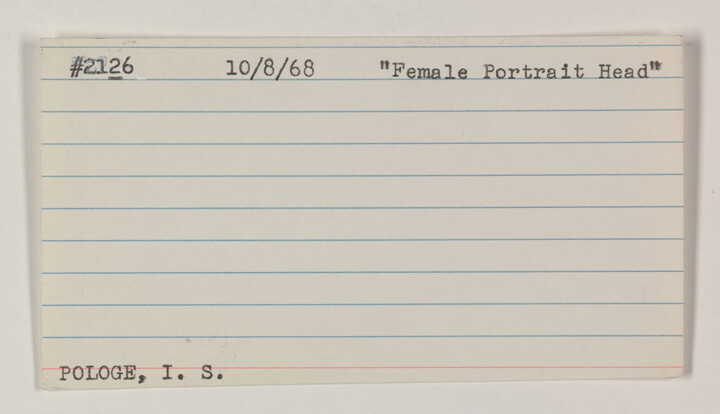 #2126 10/8/68 "Female Portrait Head"
POLOGE, I. S.